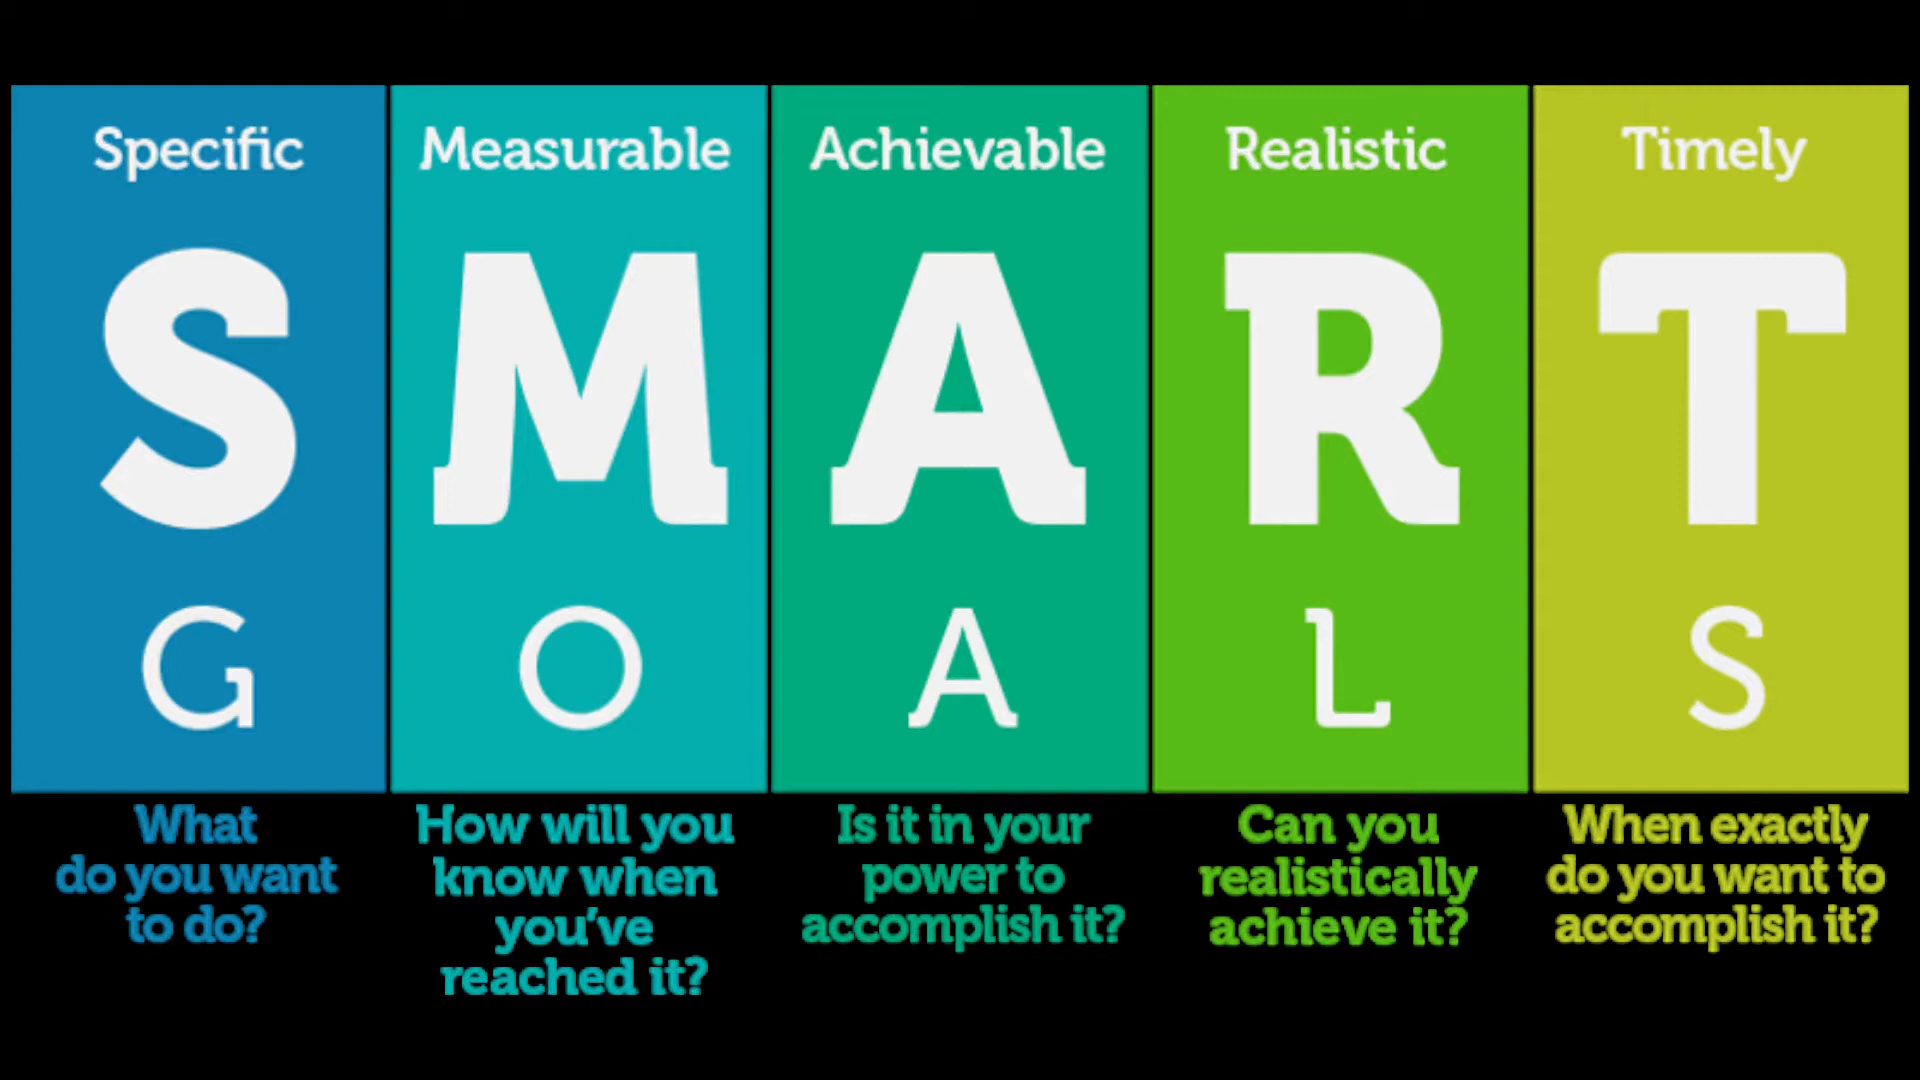 Specific Measurable Achievable Realistic Timely
S M A R T
G O A L S
What
do you want
to do?
How will you
know when
you've
reached it?
Is it in your
power to
accomplish it?
Can you
realistically
achieve it?
When exactly
do you want to
accomplish it?